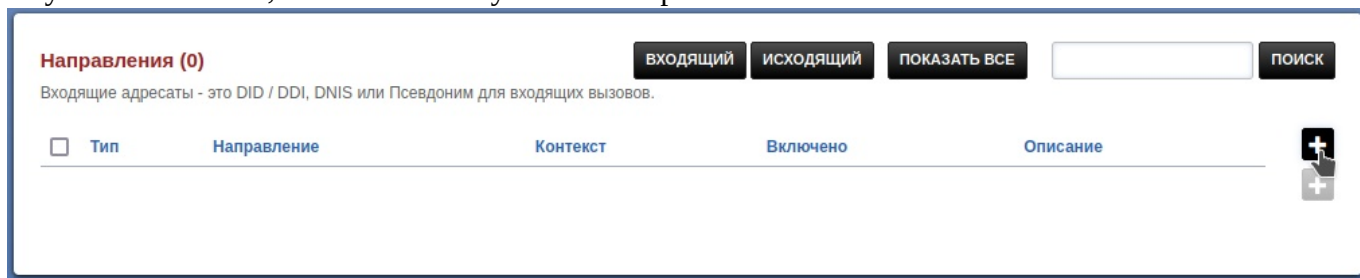 Направления (0)
ВХОДЯЩИЙ ИСХОДЯЩИЙ ПОКАЗАТЬ ВСЕ ПОИСК
Входящие адресаты - это DID / DDI, DNIS или Псевдоним для входящих вызовов.
Тип Направление Контекст Включено Описание